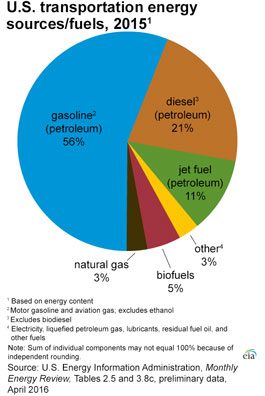 U.S. transportation energy
sources/fuels, 2015¹
gasoline²
(petroleum)
56%
diesel³
(petroleum)
21%
jet fuel
(petroleum)
11%
other⁴
3%
biofuels
5%
natural gas
3%
¹ Based on energy content
² Motor gasoline and aviation gas; excludes ethanol
³ Excludes biodiesel
⁴ Electricity, liquefied petroleum gas, lubricants, residual fuel oil, and
other fuels
Note: Sum of individual components may not equal 100% because of
independent rounding.
eia
Source: U.S. Energy Information Administration, Monthly
Energy Review, Tables 2.5 and 3.8c, preliminary data,
April 2016